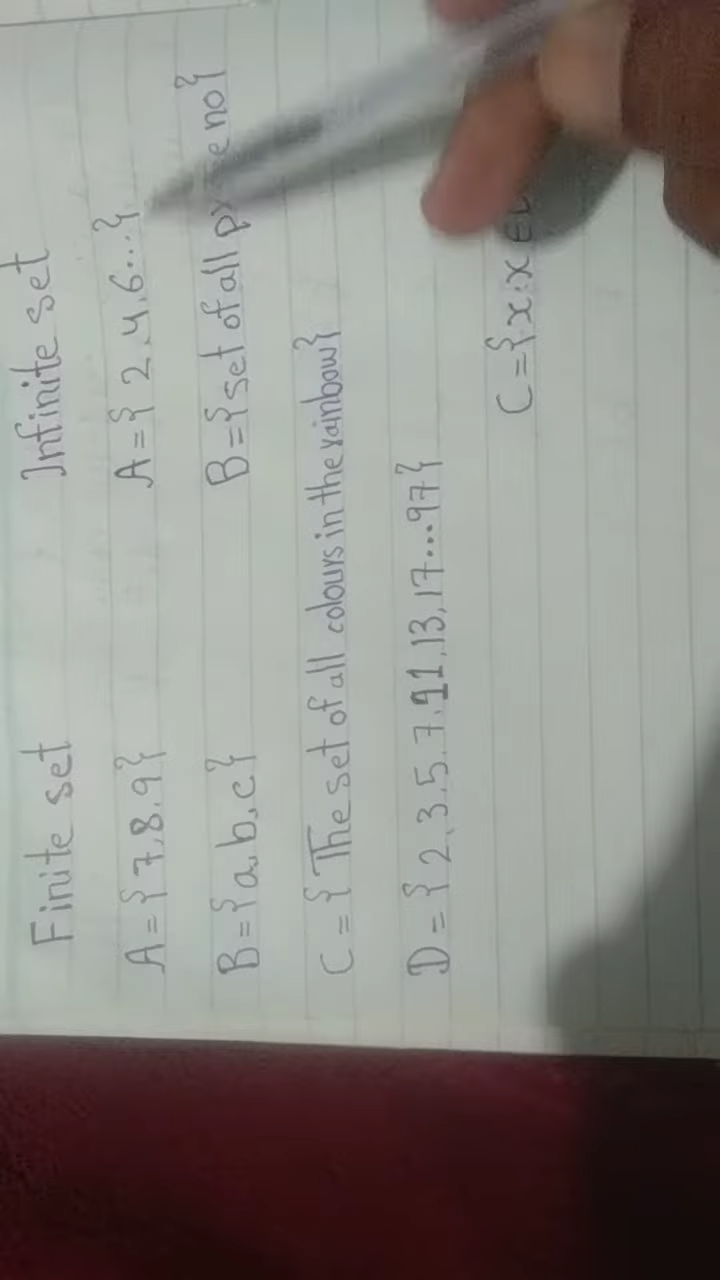 Finite set Infinite set
A={7,8,9} A={2,4,6...}
B={a,b,c} B={set of all no}
C={The set of all colours in the rainbow}
D={2,3,5,7,11,13,17...97}
C={x:x∈